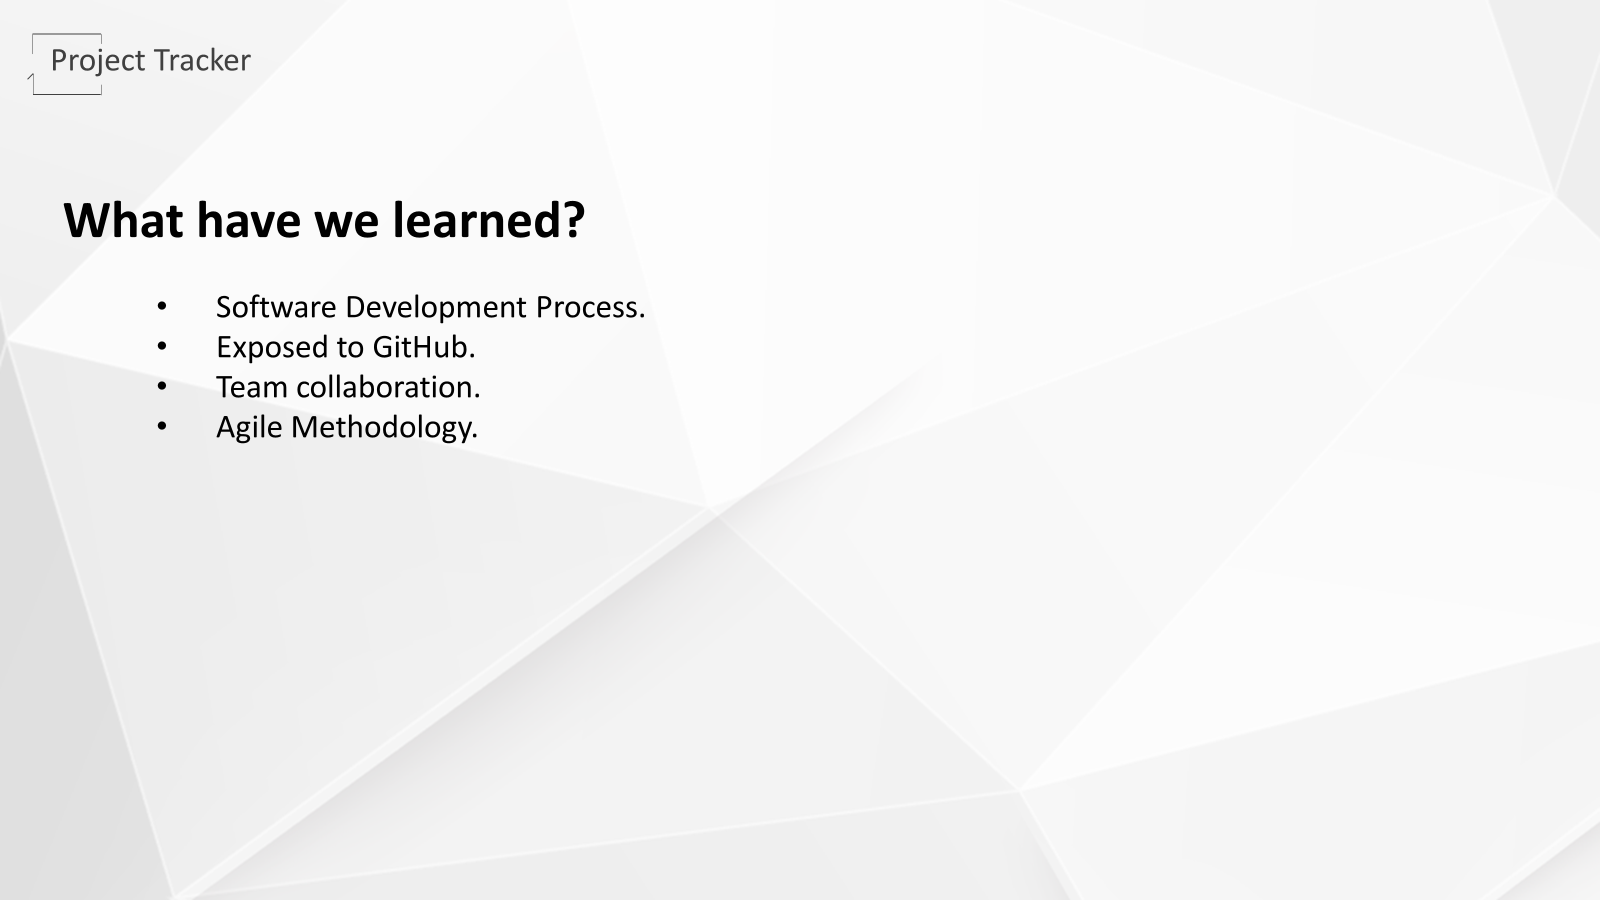 Project Tracker
What have we learned?
• Software Development Process.
• Exposed to GitHub.
• Team collaboration.
• Agile Methodology.